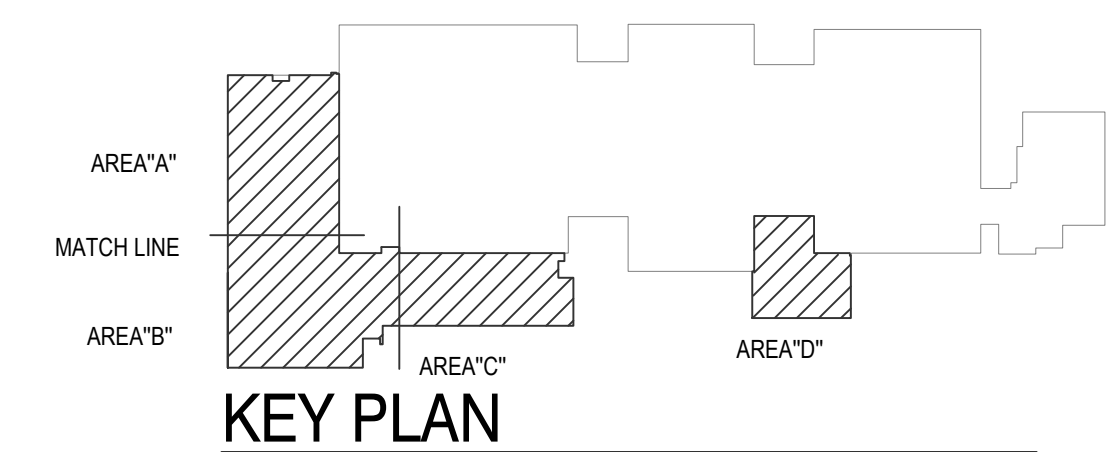 AREA"A"
MATCH LINE
AREA"B"
AREA"C"
AREA"D"
KEY PLAN